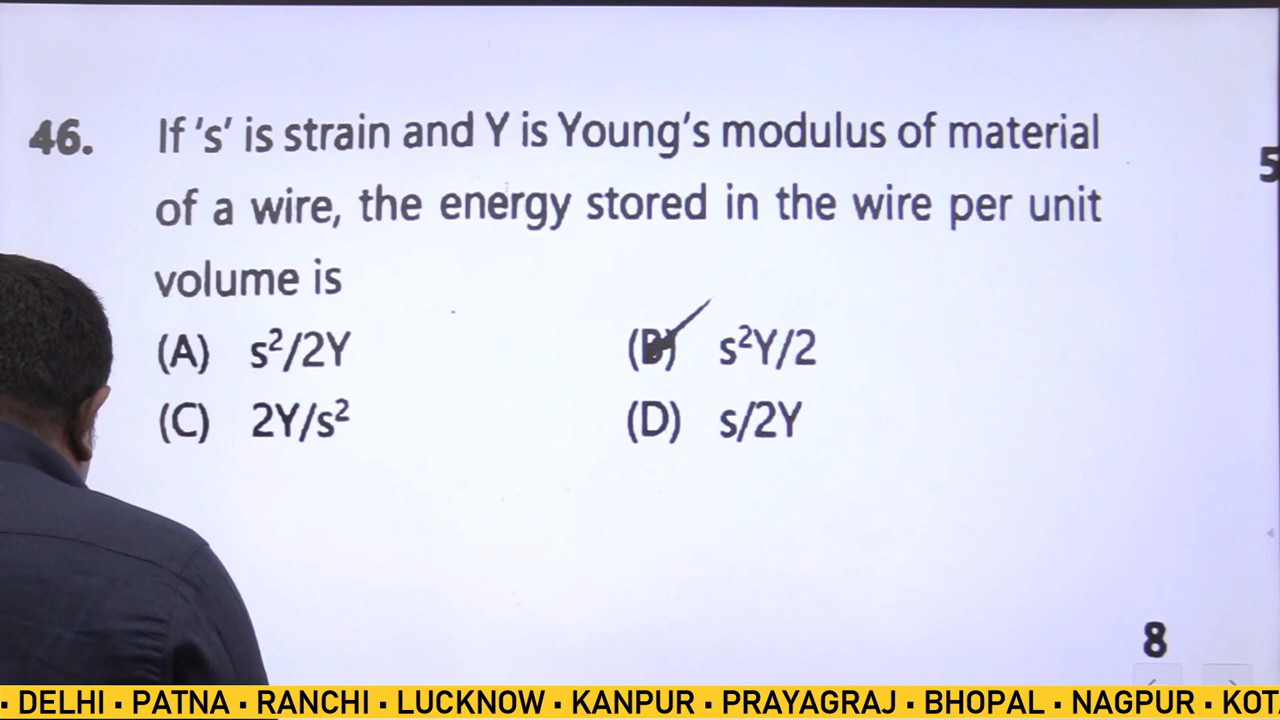 46. If ‘s’ is strain and Y is Young’s modulus of material
of a wire, the energy stored in the wire per unit
volume is
(A) s²/2Y (B) s²Y/2
(C) 2Y/s² (D) s/2Y
5
8
▪ DELHI ▪ PATNA ▪ RANCHI ▪ LUCKNOW ▪ KANPUR ▪ PRAYAGRAJ ▪ BHOPAL ▪ NAGPUR ▪ KOTA